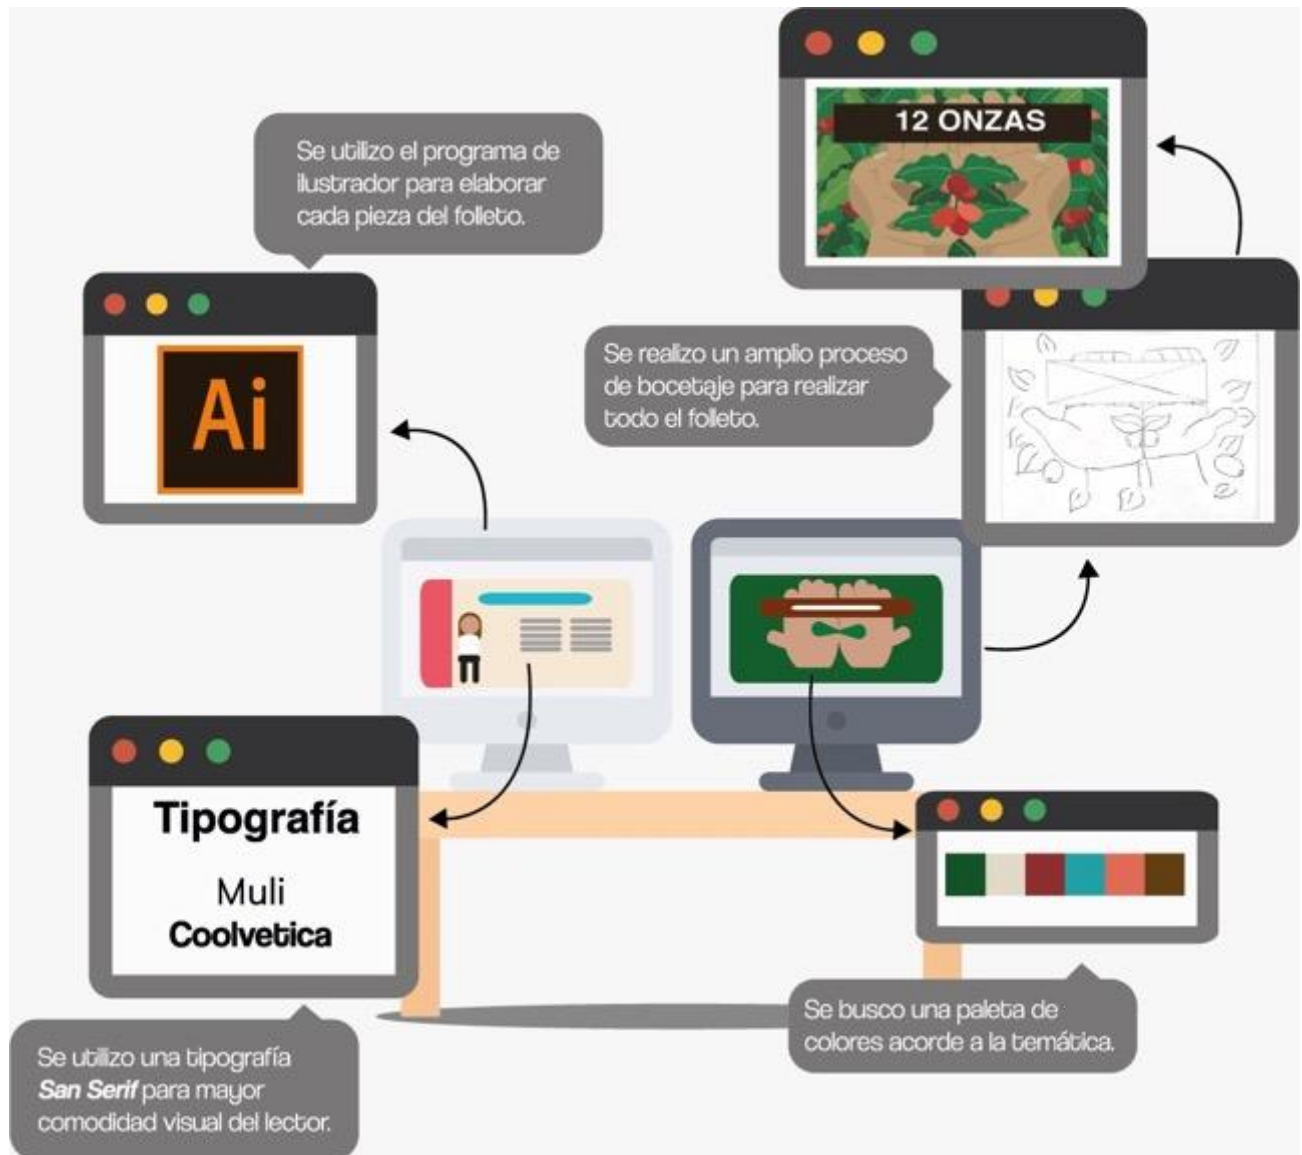 12 ONZAS
Se utilizo el programa de
ilustrador para elaborar
cada pieza del folleto.
Ai
Se realizo un amplio proceso
de bocetaje para realizar
todo el folleto.
Tipografía
Muli
Coolvetica
Se utilizo una tipografía
San Serif para mayor
comodidad visual del lector.
Se busco una paleta de
colores acorde a la temática.